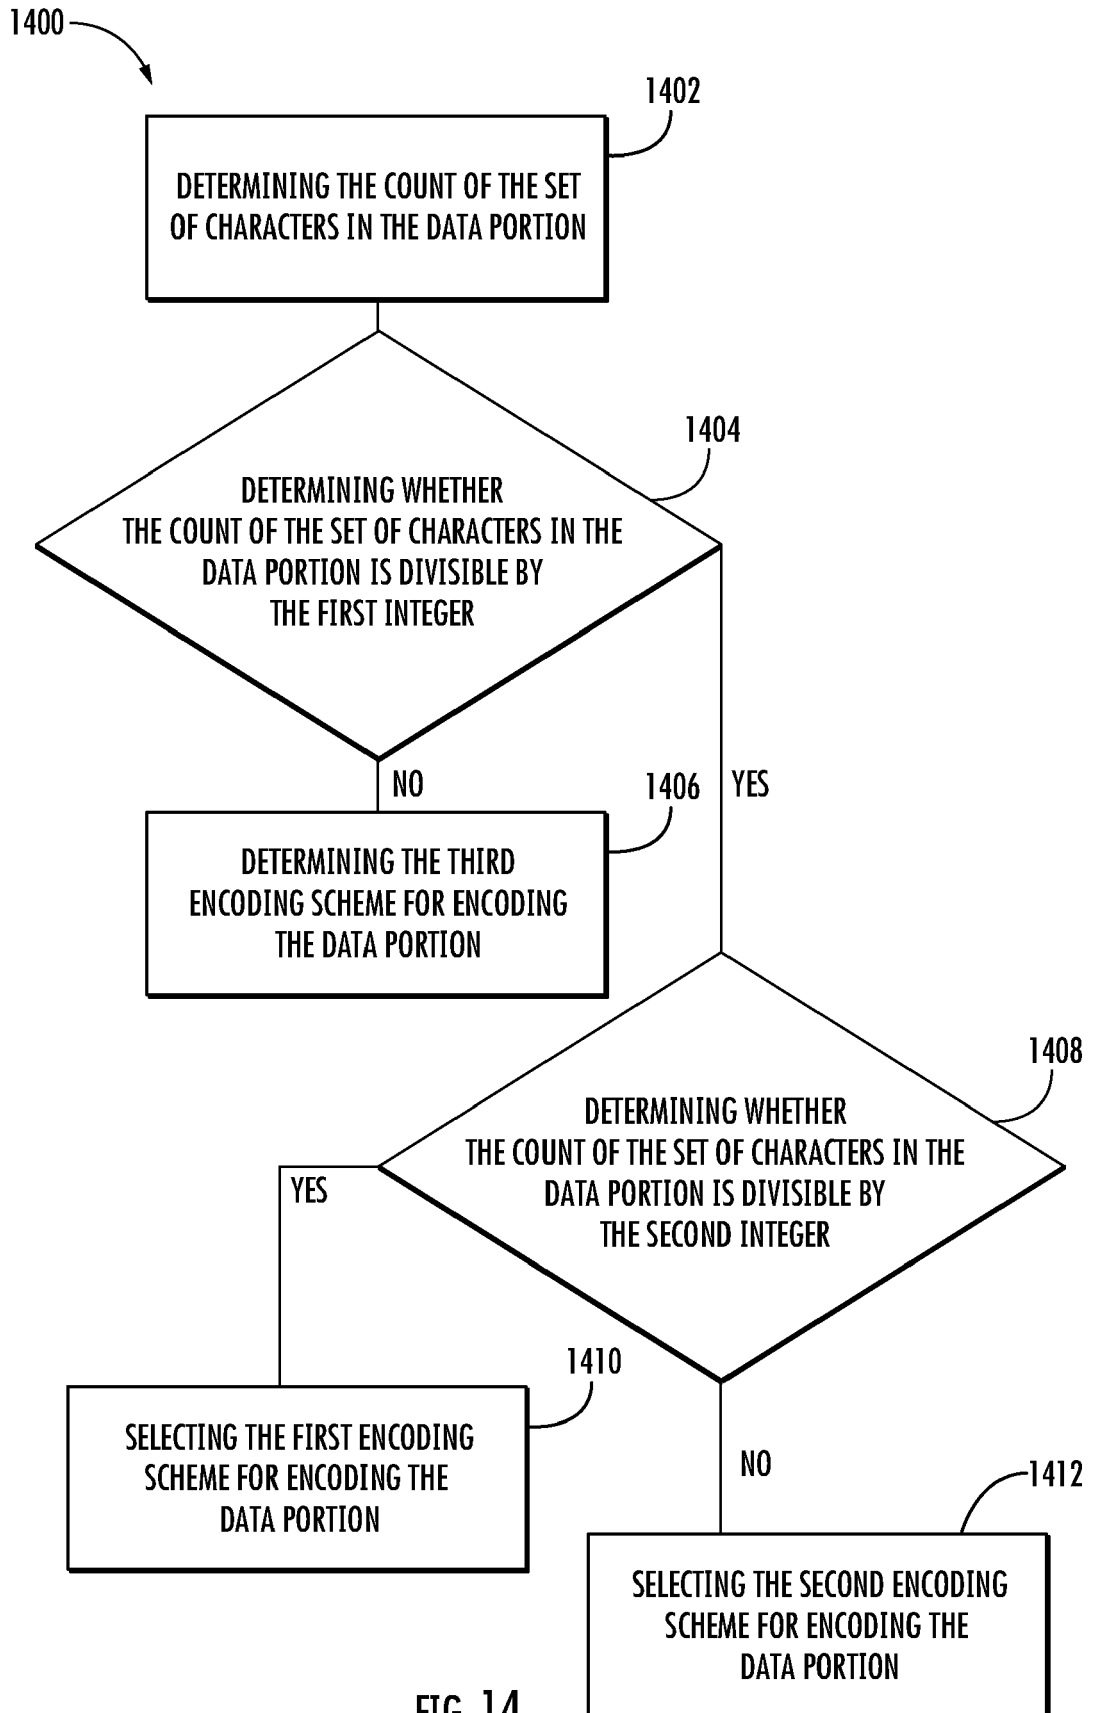 1400
1402
DETERMINING THE COUNT OF THE SET
OF CHARACTERS IN THE DATA PORTION
1404
DETERMINING WHETHER
THE COUNT OF THE SET OF CHARACTERS IN THE
DATA PORTION IS DIVISIBLE BY
THE FIRST INTEGER
NO
1406
YES
DETERMINING THE THIRD
ENCODING SCHEME FOR ENCODING
THE DATA PORTION
1408
DETERMINING WHETHER
THE COUNT OF THE SET OF CHARACTERS IN THE
DATA PORTION IS DIVISIBLE BY
THE SECOND INTEGER
YES
1410
SELECTING THE FIRST ENCODING
SCHEME FOR ENCODING THE
DATA PORTION
NO
1412
SELECTING THE SECOND ENCODING
SCHEME FOR ENCODING THE
DATA PORTION
FIG. 14